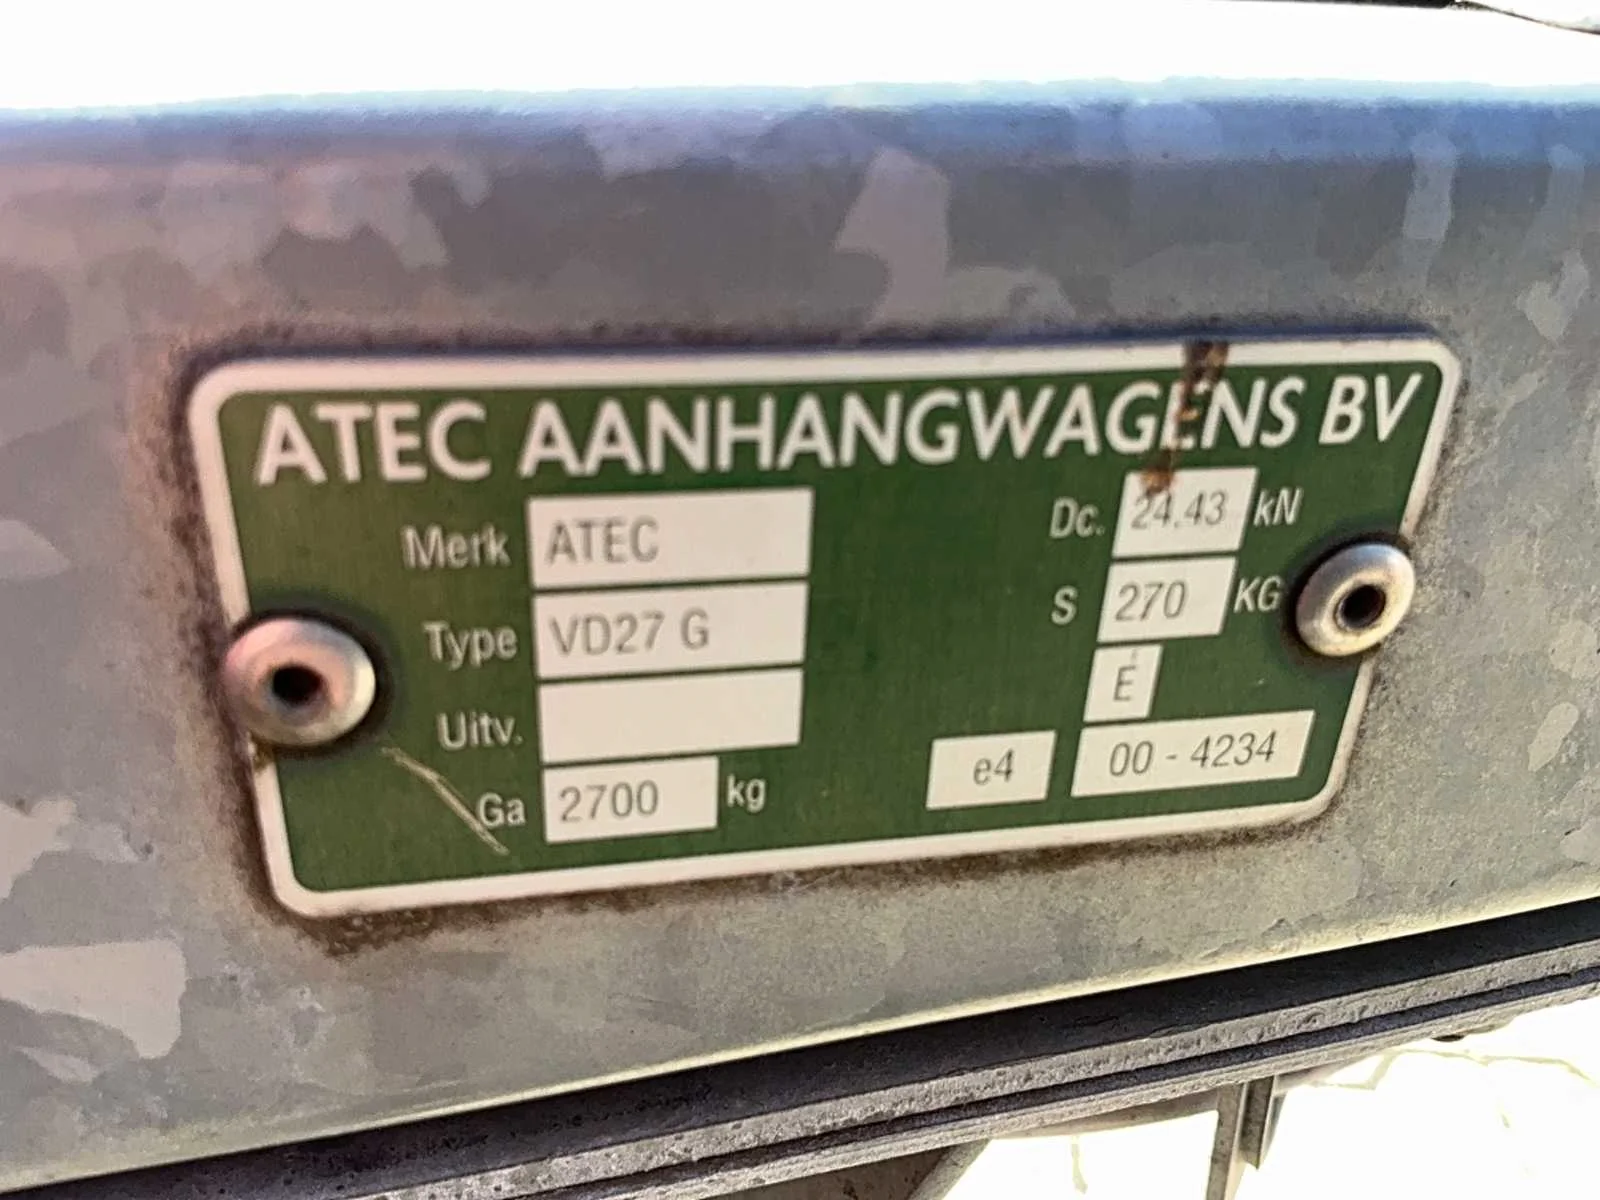 ATEC AANHANGWAGENS BV
Merk ATEC
Type VD27 G
Uitv.
Ga 2700 kg
Dc. 24.43 kN
S 270 KG
E
e4 00 - 4234